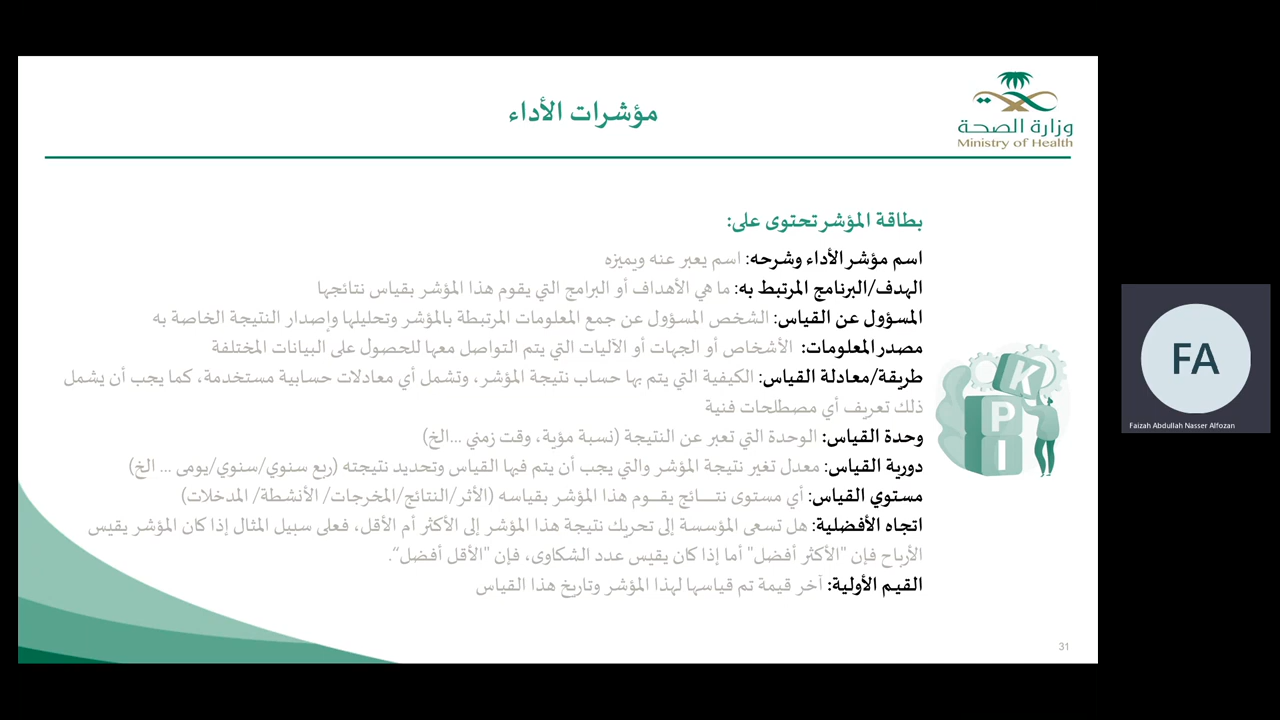 وزارة الصحة
Ministry of Health
مؤشرات الأداء
بطاقة المؤشر تحتوى على:
اسم مؤشر الأداء وشرحه: اسم يعبر عنه ويميزه
الهدف/البرنامج المرتبط به: ما هي الأهداف أو البرامج التي يقوم هذا المؤشر بقياس نتائجها
المسؤول عن القياس: الشخص المسؤول عن جمع المعلومات المرتبطة بالمؤشر وتحليلها وإصدار النتيجة الخاصة به
مصدر المعلومات: الأشخاص أو الجهات أو الآليات التي يتم التواصل معها للحصول على البيانات المختلفة
طريقة/معادلة القياس: الكيفية التي يتم بها حساب نتيجة المؤشر، وتشمل أي معادلات حسابية مستخدمة، كما يجب أن يشمل
ذلك تعريف أي مصطلحات فنية
وحدة القياس: الوحدة التي تعبر عن النتيجة (نسبة مؤية، وقت زمني ...الخ)
دورية القياس: معدل تغير نتيجة المؤشر والتي يجب أن يتم فيها القياس وتحديد نتيجته (ربع سنوي/سنوي/يومى ... الخ)
مستوي القياس: أي مستوى نتـــائج يقــوم هذا المؤشر بقياسه (الأثر/النتائج/المخرجات/ الأنشطة/ المدخلات)
اتجاه الأفضلية: هل تسعى المؤسسة إلى تحريك نتيجة هذا المؤشر إلى الأكثر أم الأقل، فعلى سبيل المثال إذا كان المؤشر يقيس
الأرباح فإن "الأكثر أفضل" أما إذا كان يقيس عدد الشكاوى، فإن "الأقل أفضل“.
القيم الأولية: آخر قيمة تم قياسها لهذا المؤشر وتاريخ هذا القياس
K
P
I
31
FA
Faizah Abdullah Nasser Alfozan